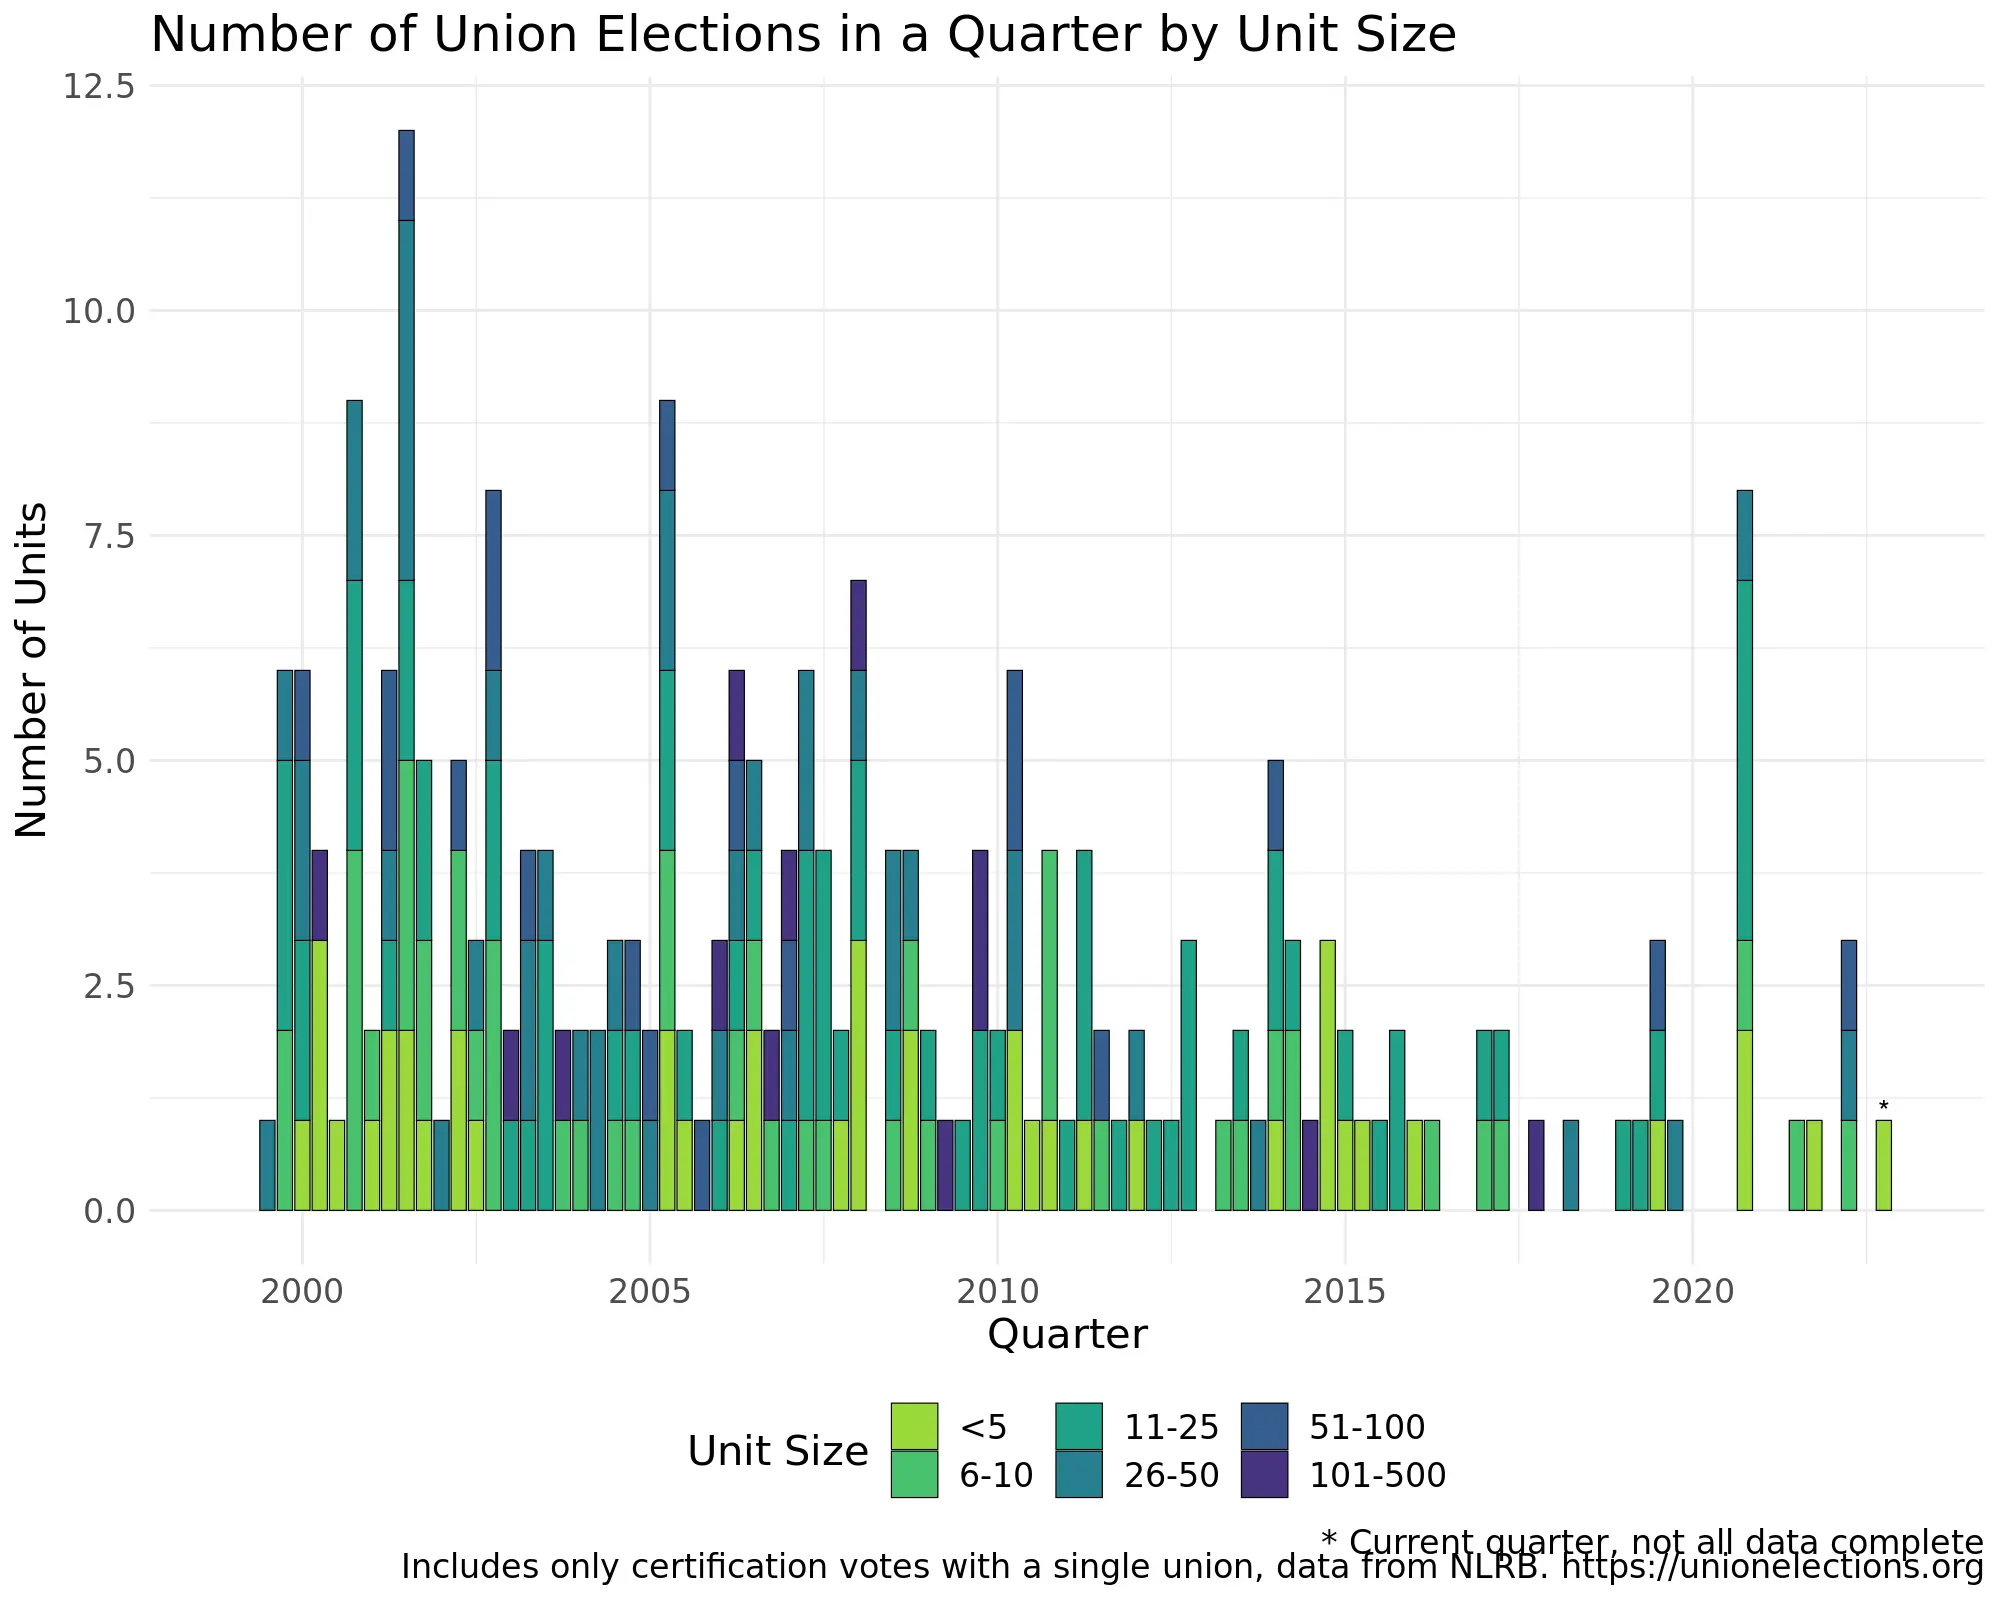 Number of Union Elections in a Quarter by Unit Size
12.5
10.0
7.5
5.0
2.5
0.0
Number of Units
2000 2005 2010 2015 2020
Quarter
*
Unit Size
<5 11-25 51-100
6-10 26-50 101-500
* Current quarter, not all data complete
Includes only certification votes with a single union, data from NLRB. https://unionelections.org